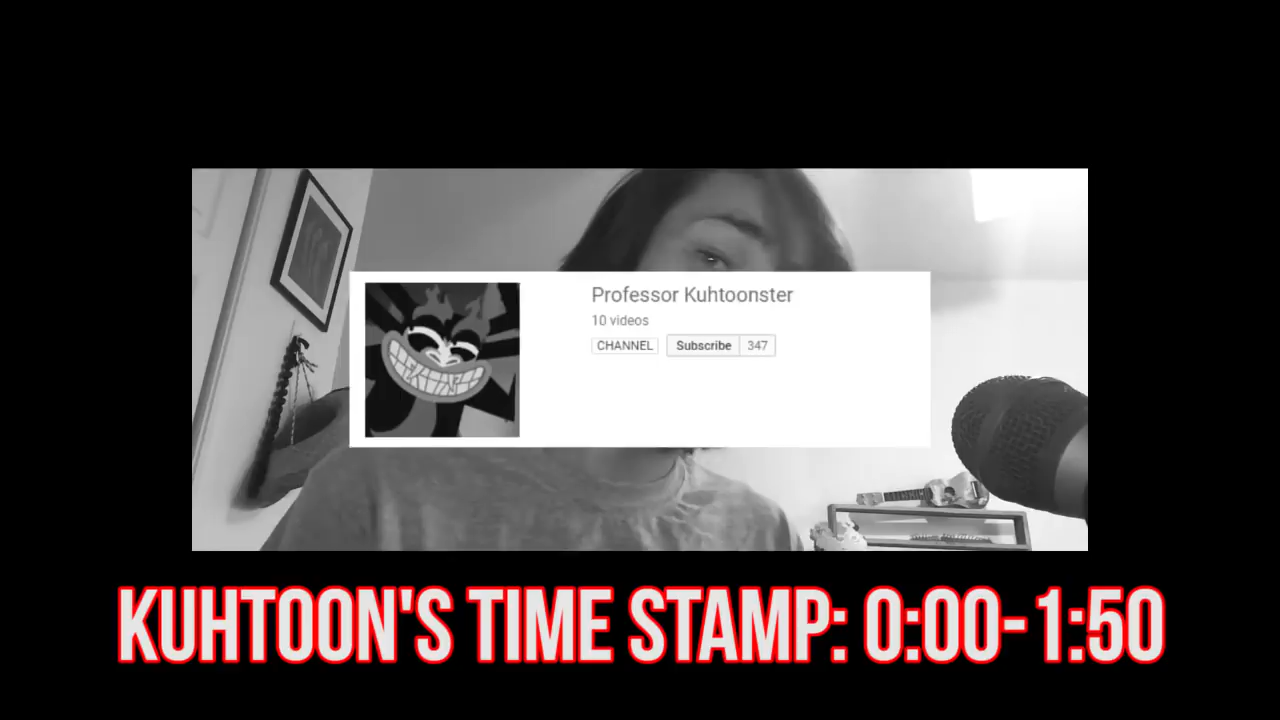 Professor Kuhtoonster
10 videos
CHANNEL Subscribe 347
KUHTOON'S TIME STAMP: 0:00-1:50